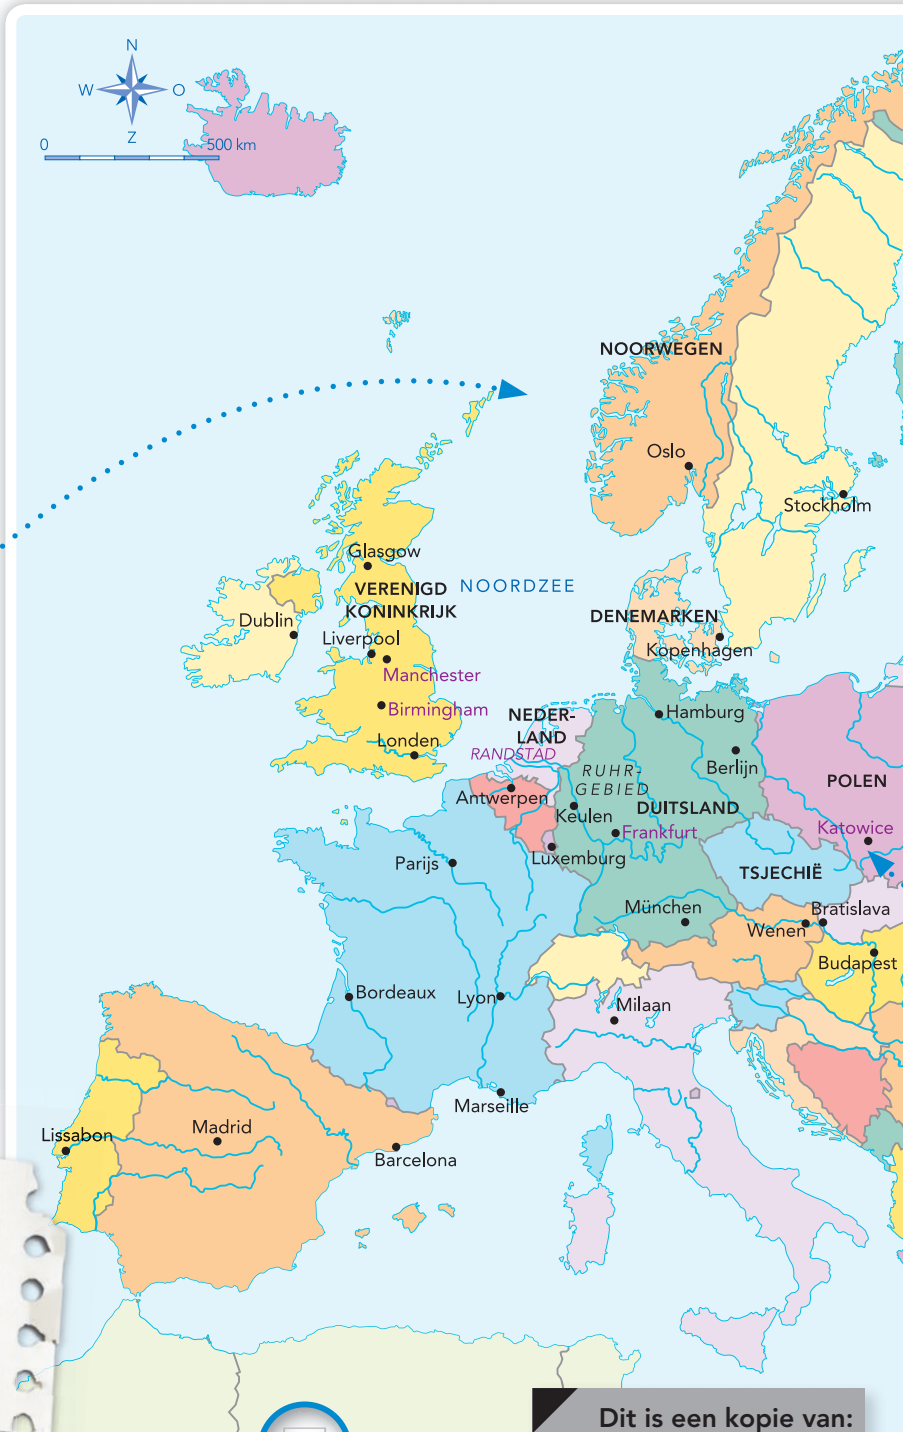 N
W
O
Z
0
500 km
NOORWEGEN
Oslo
Stockholm
Glasgow
VERENIGD
KONINKRIJK
NOORDZEE
DENEMARKEN
Kopenhagen
Dublin
Liverpool
Manchester
Birmingham
Londen
NEDER-
LAND
RANDSTAD
Hamburg
Berlijn
RUHR-
GEBIED
DUITSLAND
POLEN
Antwerpen
Keulen
Frankfurt
Katowice
Luxemburg
Parijs
TSJECHIË
München
Bratislava
Wenen
Budapest
Bordeaux
Lyon
Milaan
Marseille
Lissabon
Madrid
Barcelona
Dit is een kopie van: